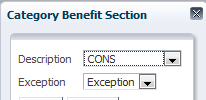 Category Benefit Section
Description CONS
Exception Exception